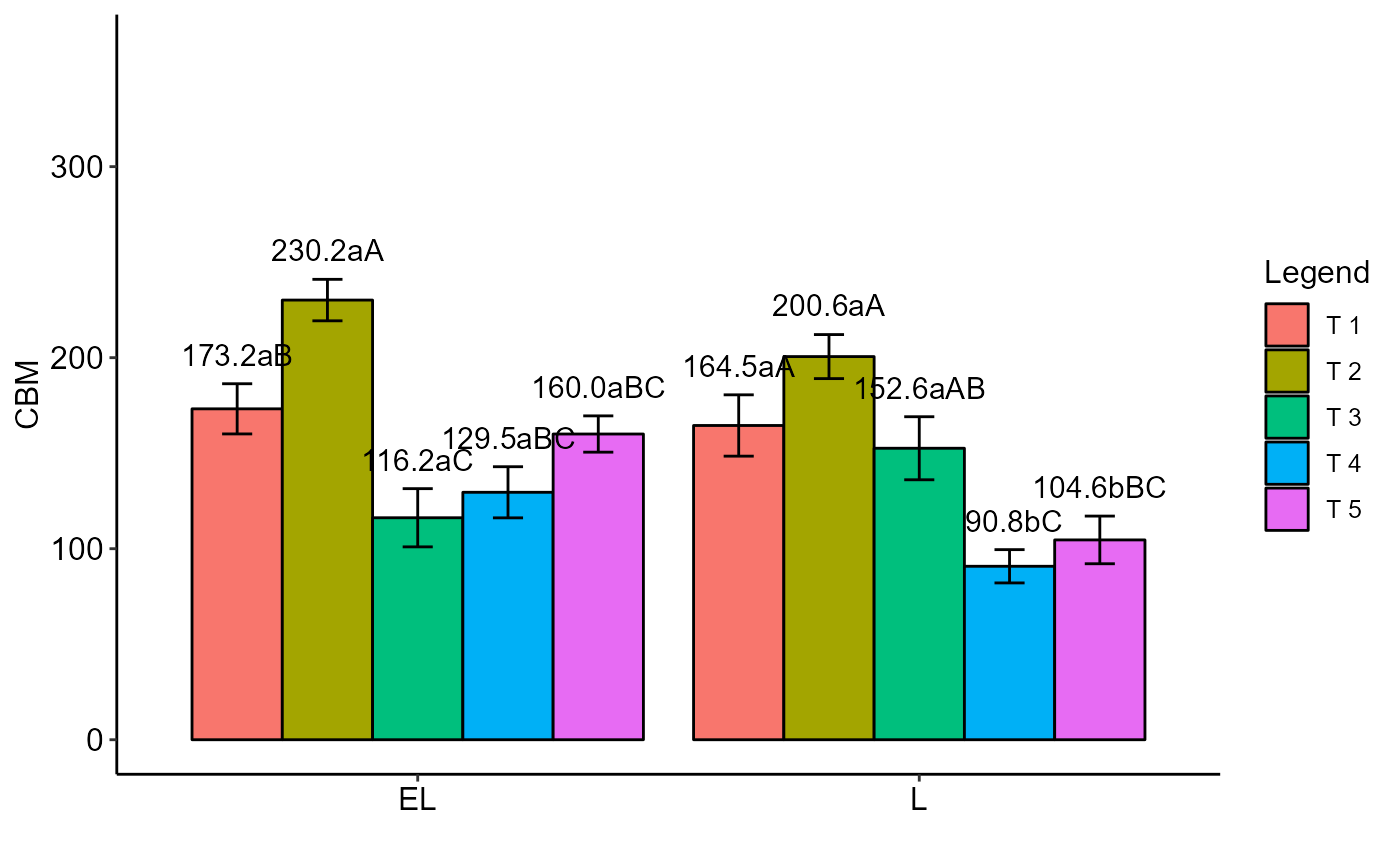 CBM
300
200
100
0
230.2aA
173.2aB
116.2aC
129.5aBC
160.0aBC
200.6aA
164.5aA
152.6aAB
90.8bC
104.6bBC
EL
L
Legend
T 1
T 2
T 3
T 4
T 5